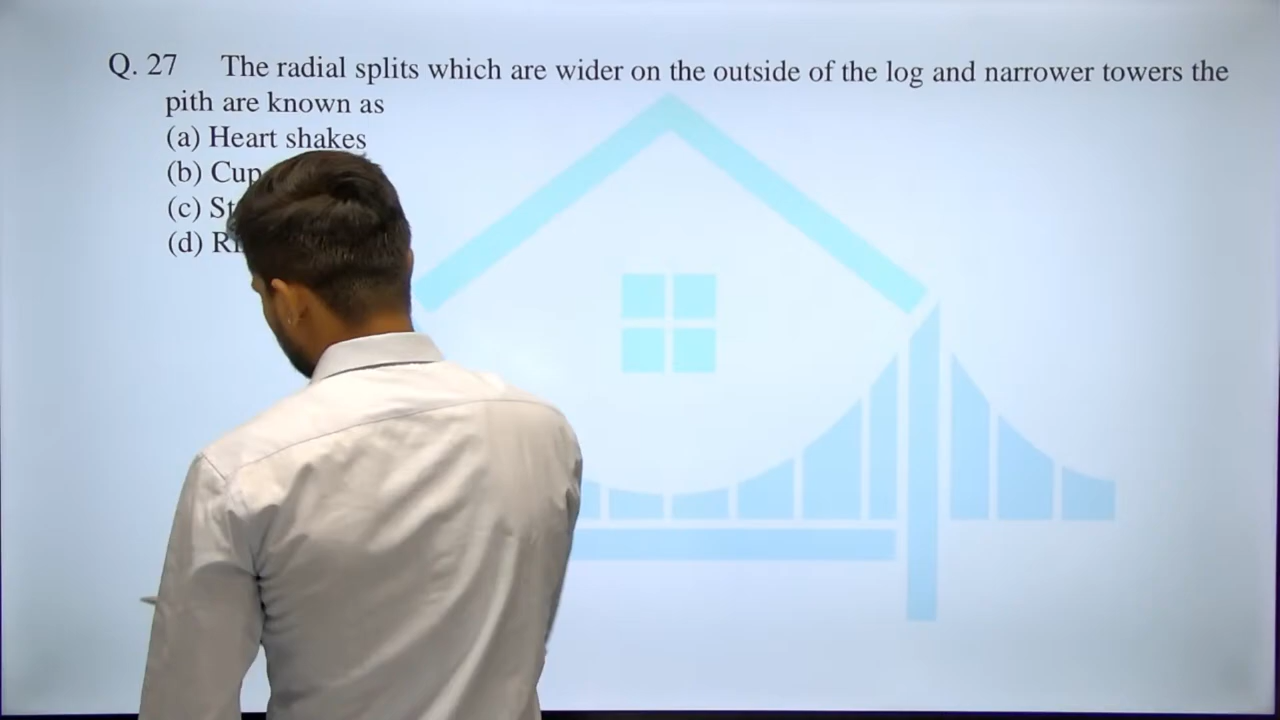 Q. 27 The radial splits which are wider on the outside of the log and narrower towers the
pith are known as
(a) Heart shakes
(b) Cup
(c)
(d)